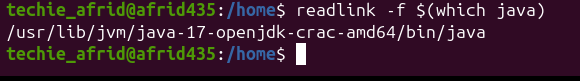 techie_afrid@afrid435:/home$ readlink -f $(which java)
/usr/lib/jvm/java-17-openjdk-crac-amd64/bin/java
techie_afrid@afrid435:/home$